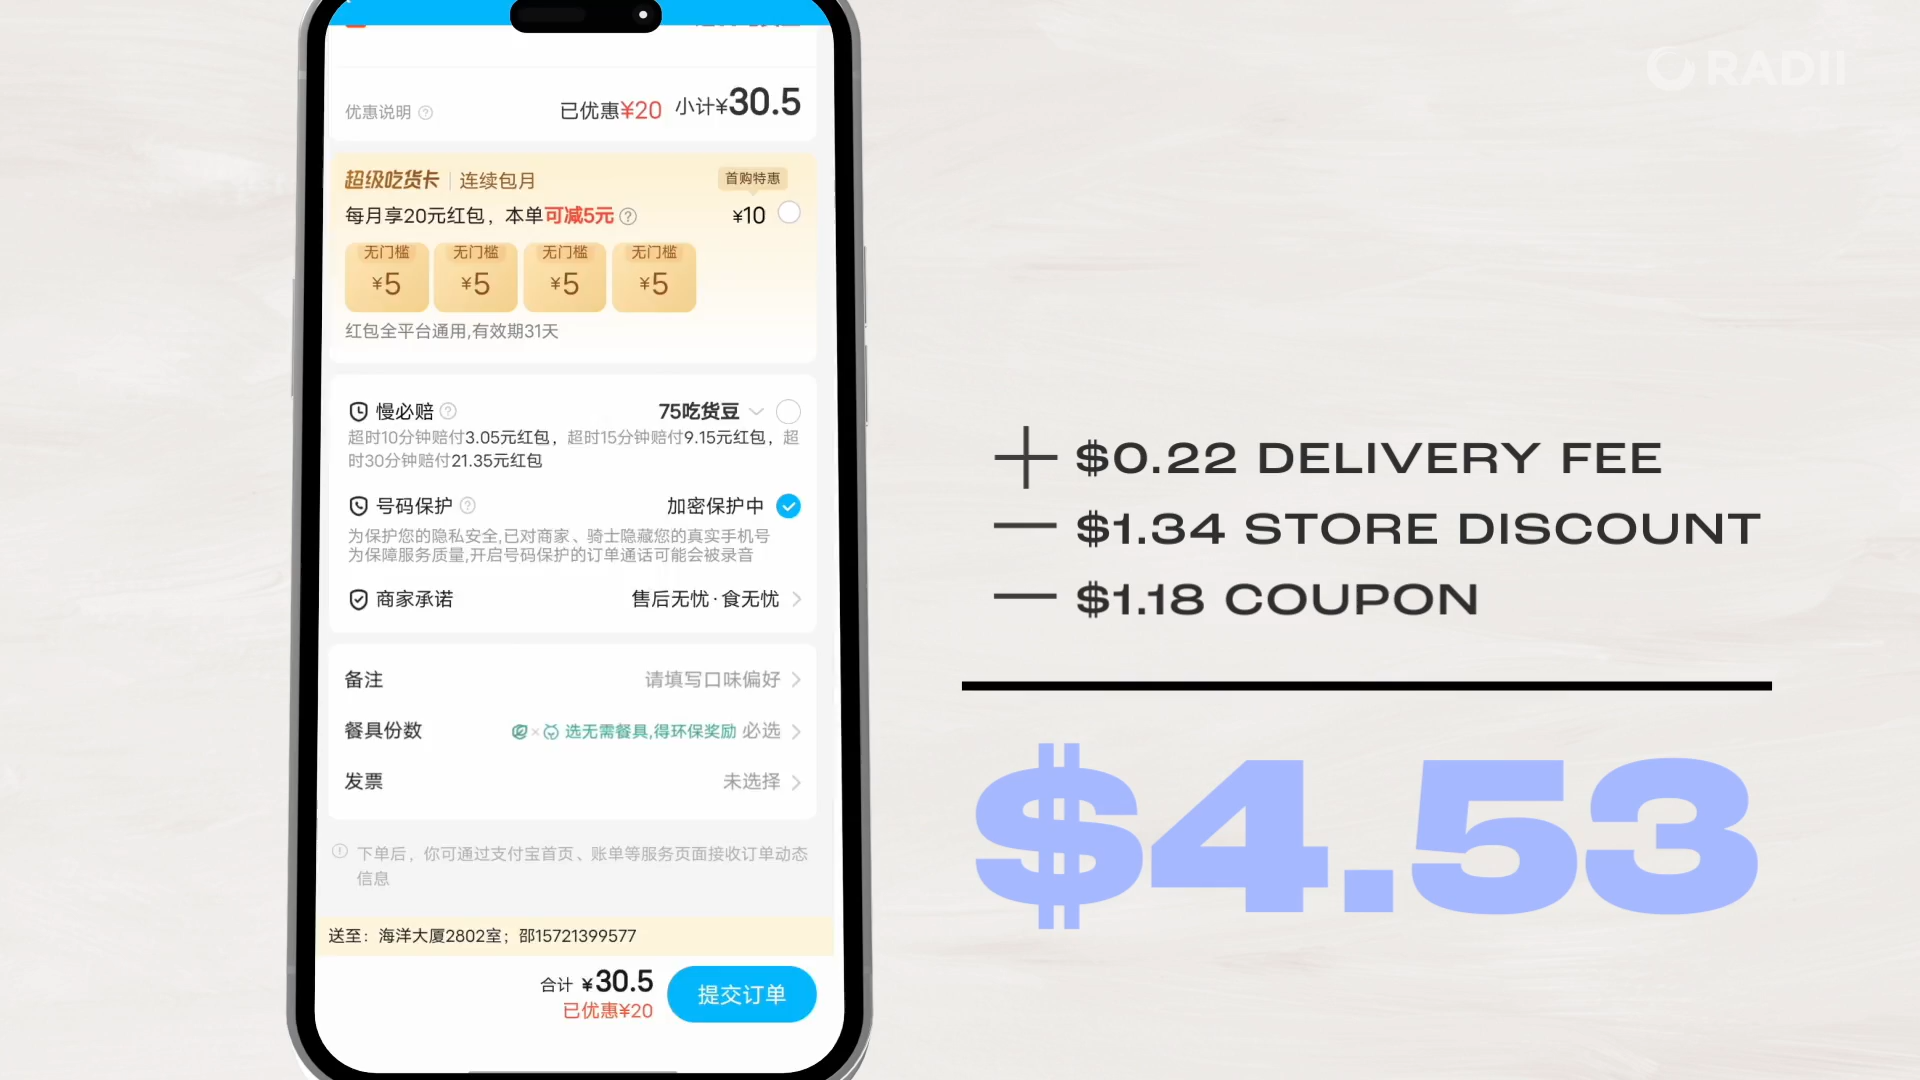 RADII
优惠说明 已优惠¥20 小计¥30.5
超级吃货卡 连续包月 首购特惠
每月享20元红包，本单可减5元 ¥10
无门槛 无门槛 无门槛 无门槛
¥5 ¥5 ¥5 ¥5
红包全平台通用,有效期31天
慢必赔 75吃货豆
超时10分钟赔付3.05元红包，超时15分钟赔付9.15元红包，超
时30分钟赔付21.35元红包
号码保护 加密保护中
为保护您的隐私安全,已对商家、骑士隐藏您的真实手机号
为保障服务质量,开启号码保护的订单通话可能会被录音
商家承诺 售后无忧·食无忧
备注 请填写口味偏好
餐具份数 选无需餐具,得环保奖励 必选
发票 未选择
下单后，你可通过支付宝首页、账单等服务页面接收订单动态
信息
送至：海洋大厦2802室；邵15721399577
合计 ¥30.5
已优惠¥20
提交订单
+ $0.22 DELIVERY FEE
— $1.34 STORE DISCOUNT
— $1.18 COUPON
$4.53